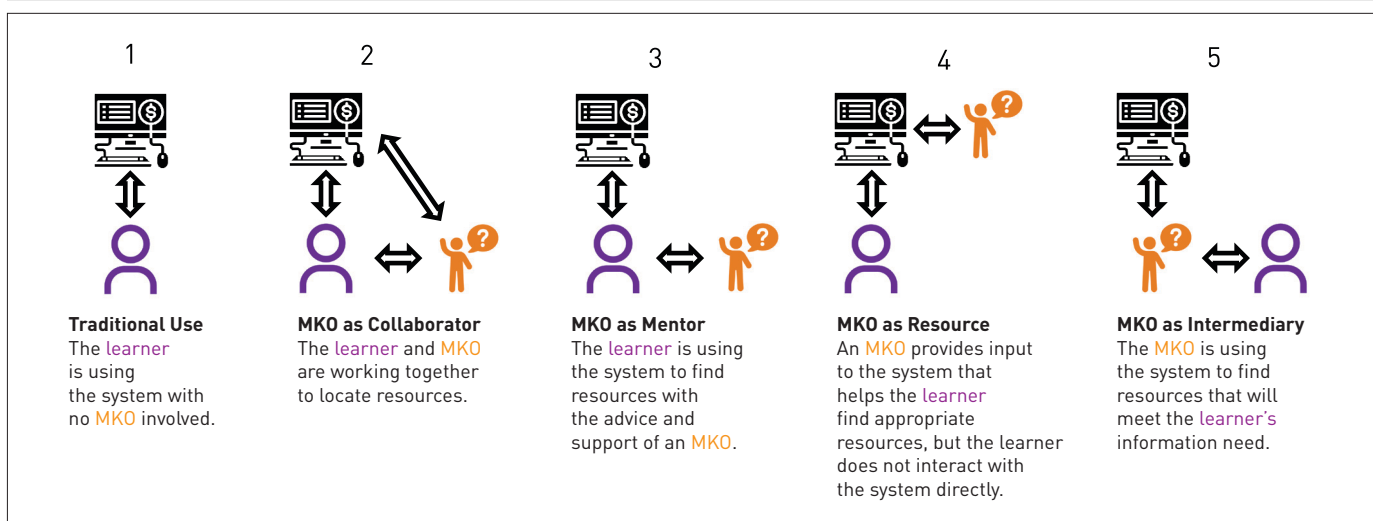 1
2
3
4
5
$
$
?
$
?
$
?
$
?
Traditional Use
The learner
is using
the system with
no MKO involved.
MKO as Collaborator
The learner and MKO
are working together
to locate resources.
MKO as Mentor
The learner is using
the system to find
resources with
the advice and
support of an MKO.
MKO as Resource
An MKO provides input
to the system that
helps the learner
find appropriate
resources, but the learner
does not interact with
the system directly.
MKO as Intermediary
The MKO is using
the system to find
resources that will
meet the learner's
information need.